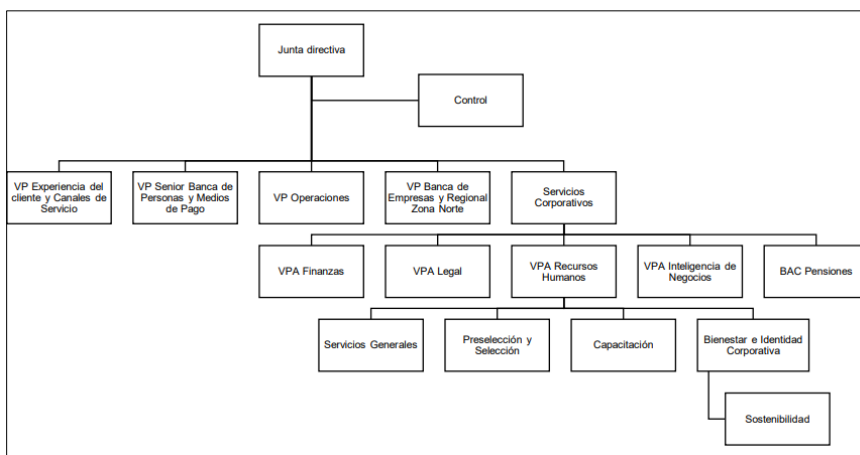 Junta directiva
Control
VP Experiencia del
cliente y Canales de
Servicio
VP Senior Banca de
Personas y Medios
de Pago
VP Operaciones
VP Banca de
Empresas y Regional
Zona Norte
Servicios
Corporativos
VPA Finanzas
VPA Legal
VPA Recursos
Humanos
VPA Inteligencia de
Negocios
BAC Pensiones
Servicios Generales
Preselección y
Selección
Capacitación
Bienestar e Identidad
Corporativa
Sostenibilidad